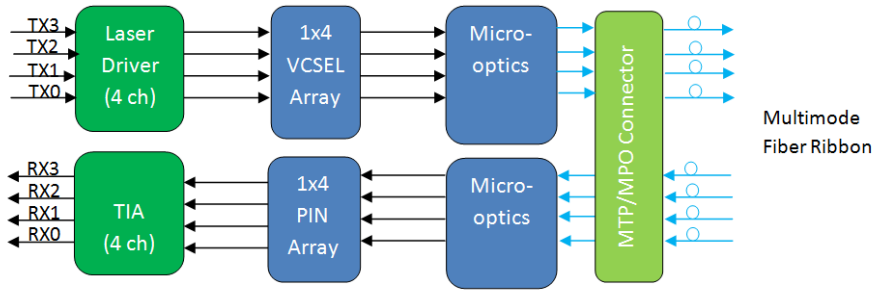 TX3
TX2
TX1
TX0
Laser
Driver
(4 ch)
1x4
VCSEL
Array
Micro-
optics
MTP/MPO Connector
Multimode
Fiber Ribbon
RX3
RX2
RX1
RX0
TIA
(4 ch)
1x4
PIN
Array
Micro-
optics